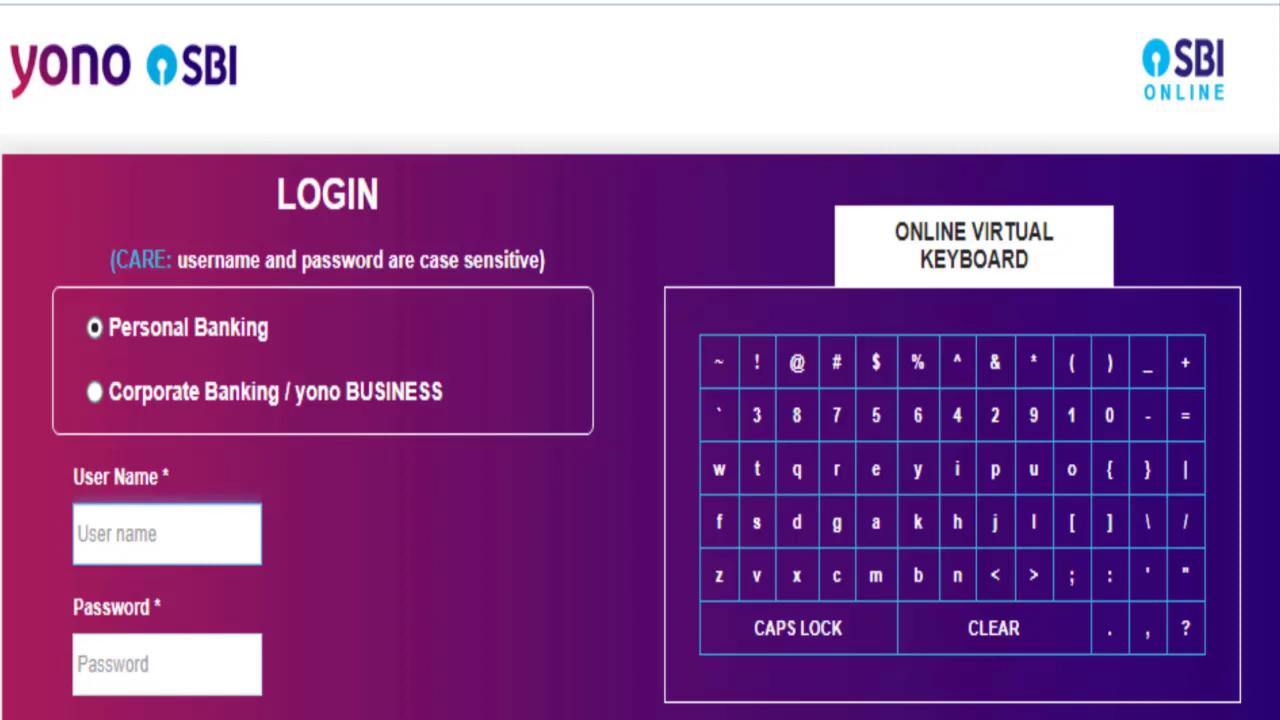 yono SBI
SBI
ONLINE
LOGIN
(CARE: username and password are case sensitive)
Personal Banking
Corporate Banking / yono BUSINESS
User Name *
User name
Password *
Password
ONLINE VIRTUAL
KEYBOARD
~ ! @ # $ % ^ & * ( ) _ +
` 3 8 7 5 6 4 2 9 1 0 - =
w t q r e y i p u o { } |
f s d g a k h j l [ ] \ /
z v x c m b n < > ; : ' "
CAPS LOCK CLEAR . , ?